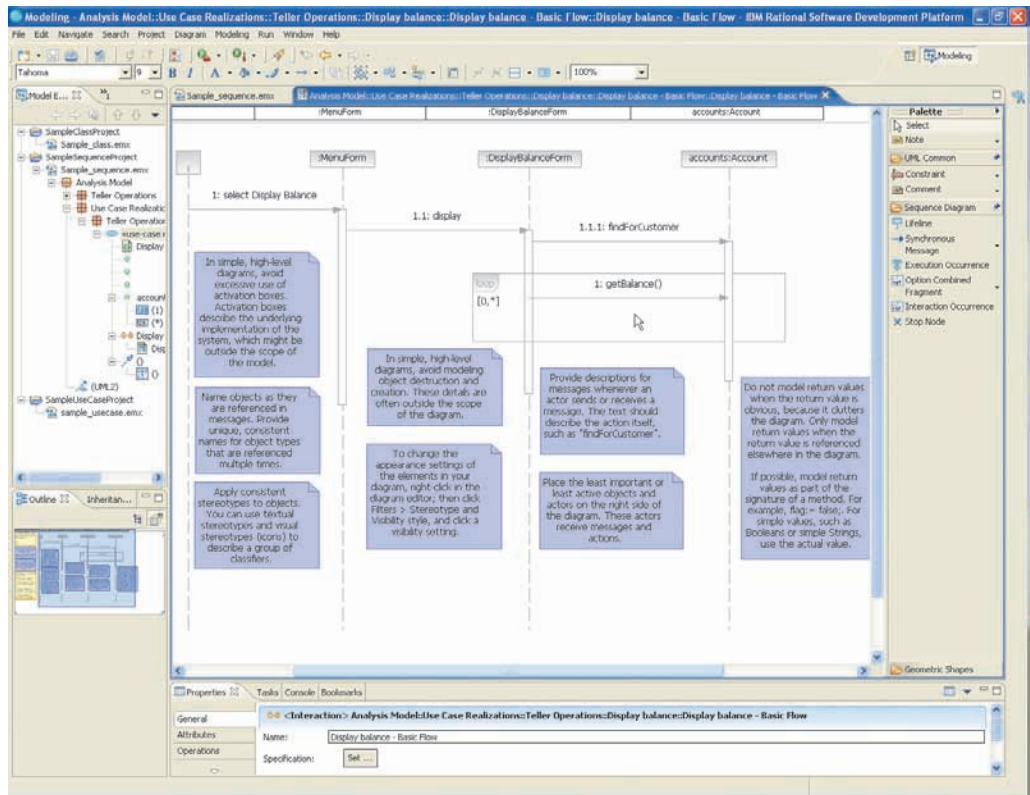 Modeling - Analysis Model::Use Case Realizations::Teller Operations::Display balance::Display balance - Basic Flow::Display balance - Basic Flow - IBM Rational Software Development Platform
File Edit Navigate Search Project Diagram Modeling Run Window Help
Modeling
Tahoma 9 B I A 100%
Model E...
SampleClassProject
Sample_class.emx
SampleSequenceProject
Sample_sequence.emx
Analysis Model
Teller Operations
Use Case Realizatic
Teller Operation
«use-case r
Display
account
(1)
(*)
Display
Disp
()
()
(UML2)
SampleUseCaseProject
sample_usecase.emx
Outline Inheritan...
Sample_sequence.emx
Analysis Model::Use Case Realizations::Teller Operations::Display balance::Display balance - Basic Flow::Display balance - Basic Flow
:MenuForm :DisplayBalanceForm accounts:Account
:MenuForm :DisplayBalanceForm accounts:Account
1: select Display Balance
1.1: display
1.1.1: findForCustomer
loop
[0,*]
1: getBalance()
In simple, high-level
diagrams, avoid
excessive use of
activation boxes.
Activation boxes
describe the underlying
implementation of the
system, which might be
outside the scope of
the model.
Name objects as they
are referenced in
messages. Provide
unique, consistent
names for object types
that are referenced
multiple times.
Apply consistent
stereotypes to objects.
You can use textual
stereotypes and visual
stereotypes (icons) to
describe a group of
classifiers.
In simple, high-level
diagrams, avoid modeling
object destruction and
creation. These details are
often outside the scope
of the diagram.
To change the
appearance settings of
the elements in your
diagram, right-click in the
diagram editor; then click
Filters > Stereotype and
Visibility style, and click a
visibility setting.
Provide descriptions for
messages whenever an
actor sends or receives a
message. The text should
describe the action itself,
such as "findForCustomer".
Place the least important or
least active objects and
actors on the right side of
the diagram. These actors
receive messages and
actions.
Do not model return values
when the return value is
obvious, because it clutters
the diagram. Only model
return values when the
return value is referenced
elsewhere in the diagram.
If possible, model return
values as part of the
signature of a method. For
example, flag:= false;. For
simple values, such as
Booleans or simple Strings,
use the actual value.
Palette
Select
Note
UML Common
Constraint
Comment
Sequence Diagram
Lifeline
Synchronous
Message
Execution Occurrence
Option Combined
Fragment
Interaction Occurrence
Stop Node
Geometric Shapes
Properties Tasks Console Bookmarks
General
Attributes
Operations
<Interaction> Analysis Model::Use Case Realizations::Teller Operations::Display balance::Display balance - Basic Flow
Name: Display balance - Basic Flow
Specification: Set ...